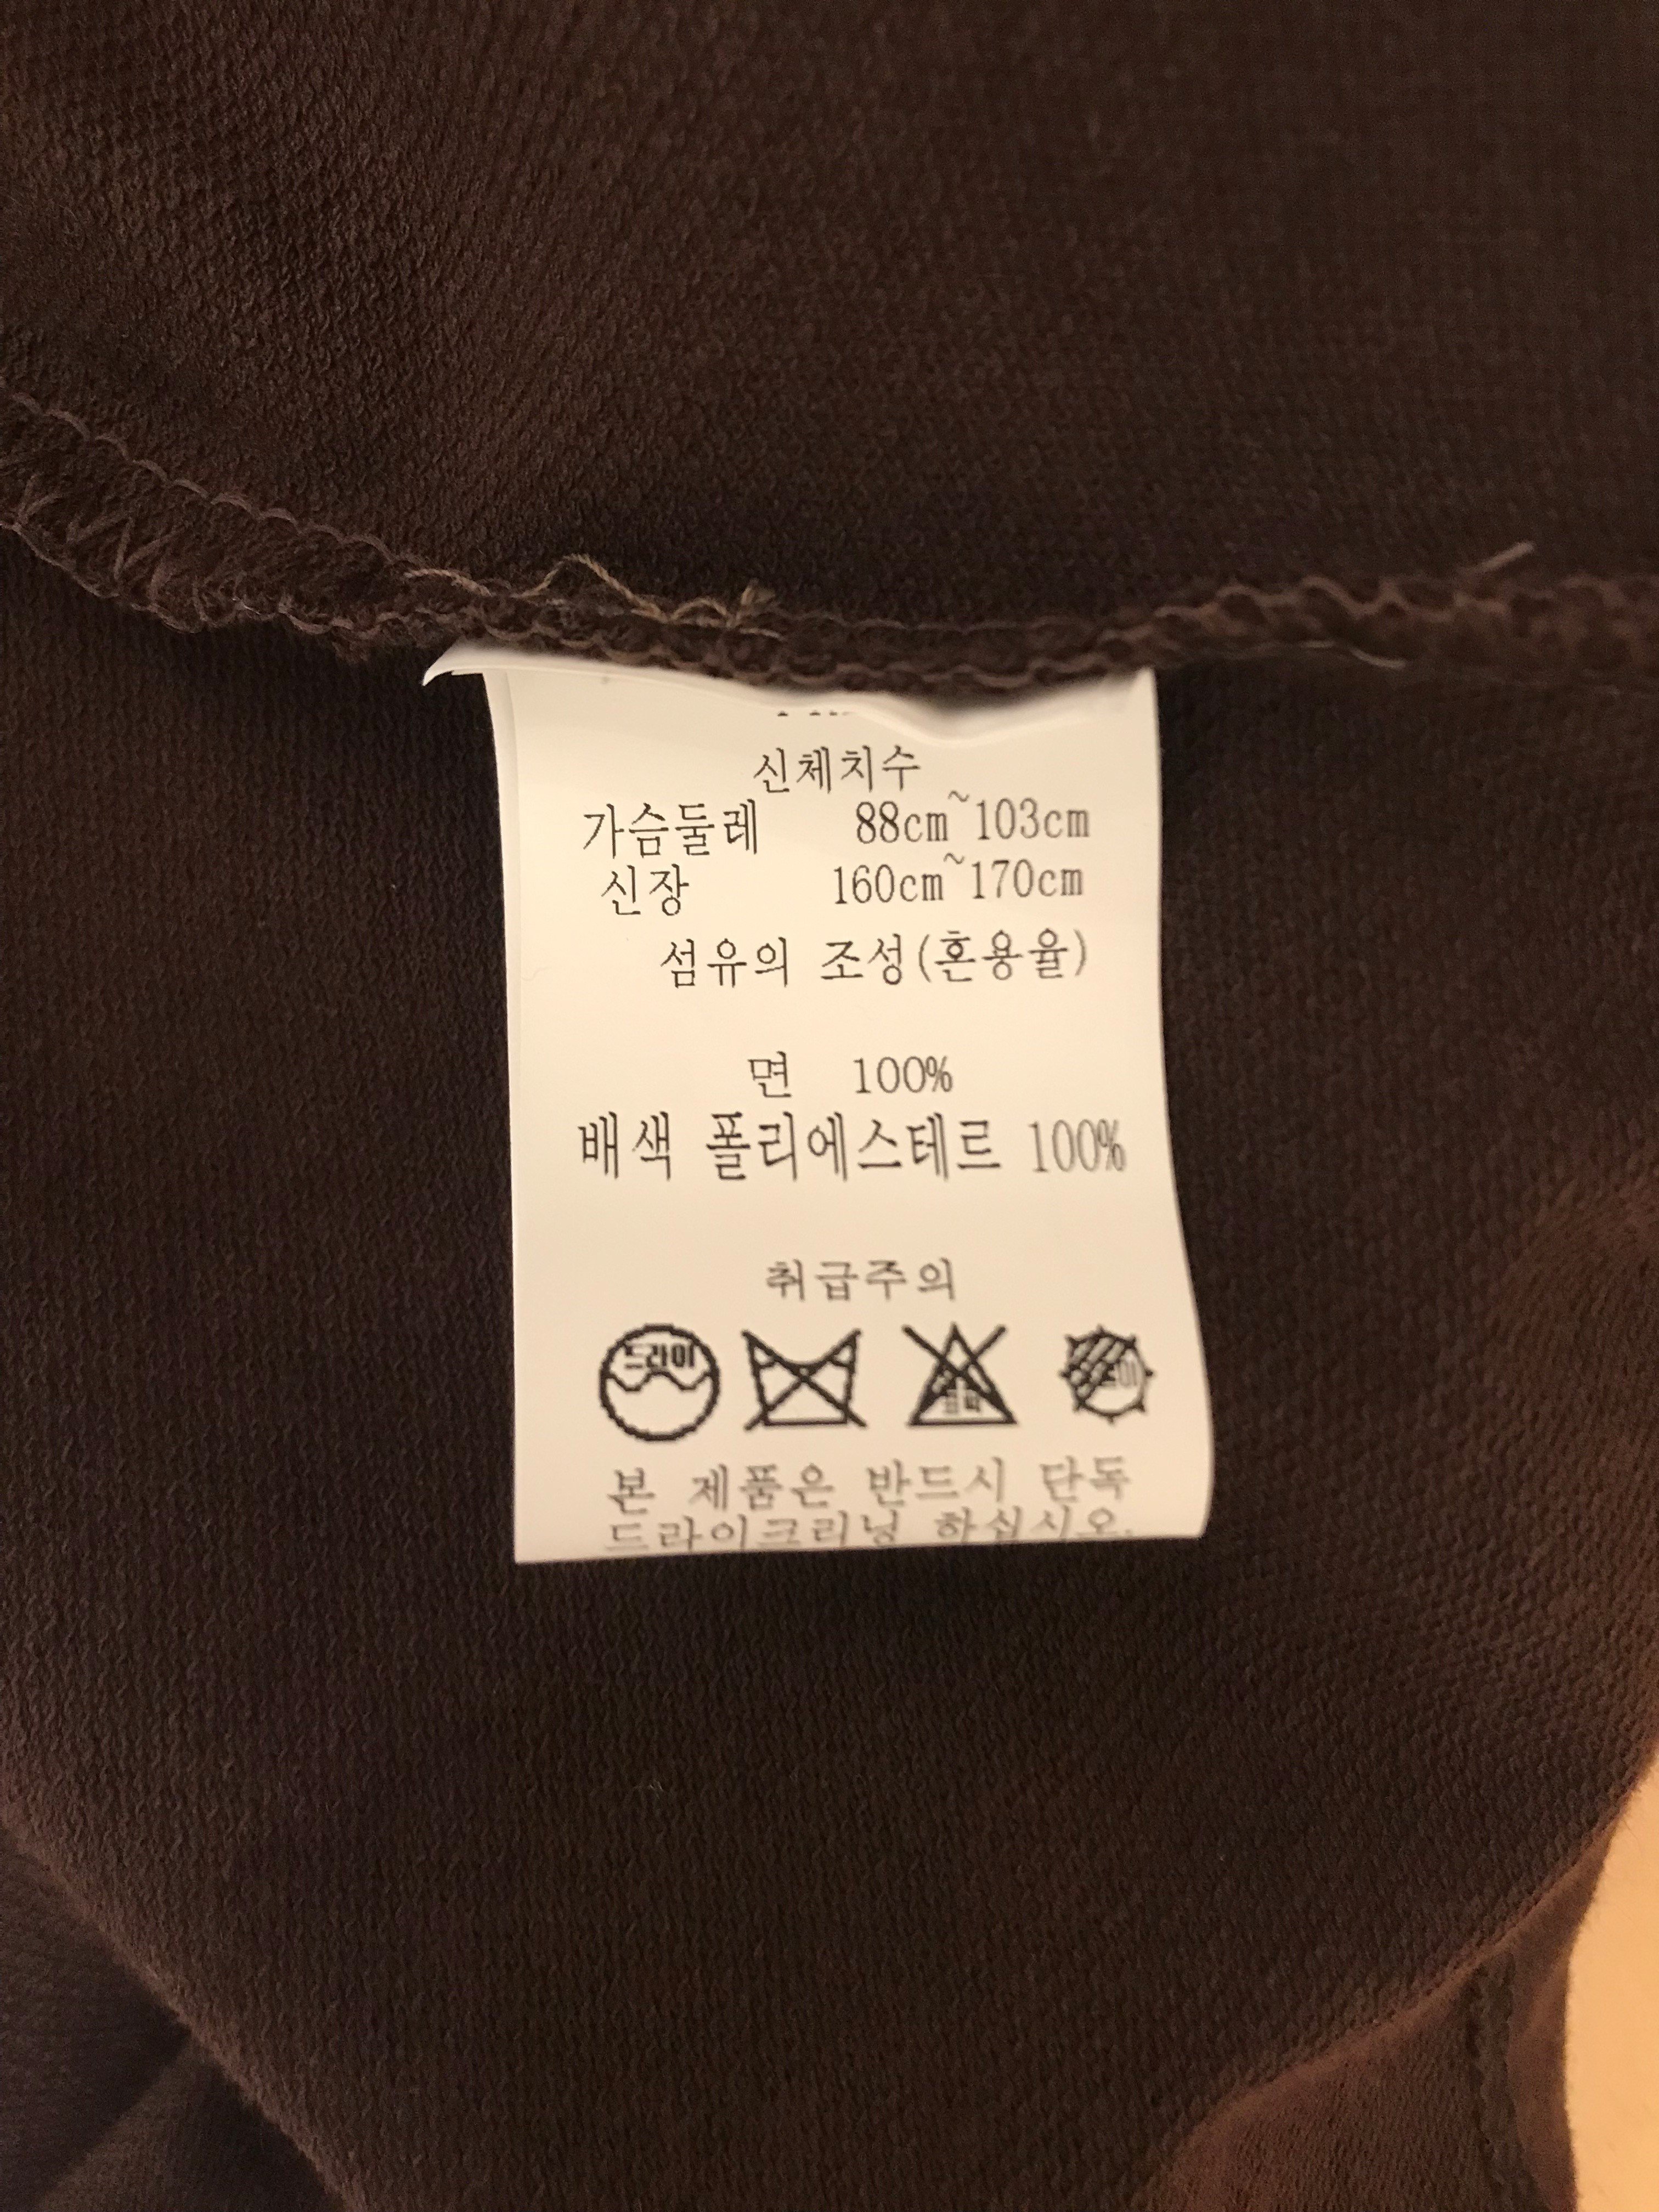 신체치수
가슴둘레 88cm~103cm
신장 160cm~170cm
섬유의 조성(혼용율)
면 100%
배색 폴리에스테르 100%
취급주의
드라이
본 제품은 반드시 단독
드라이크리닝 하십시오.